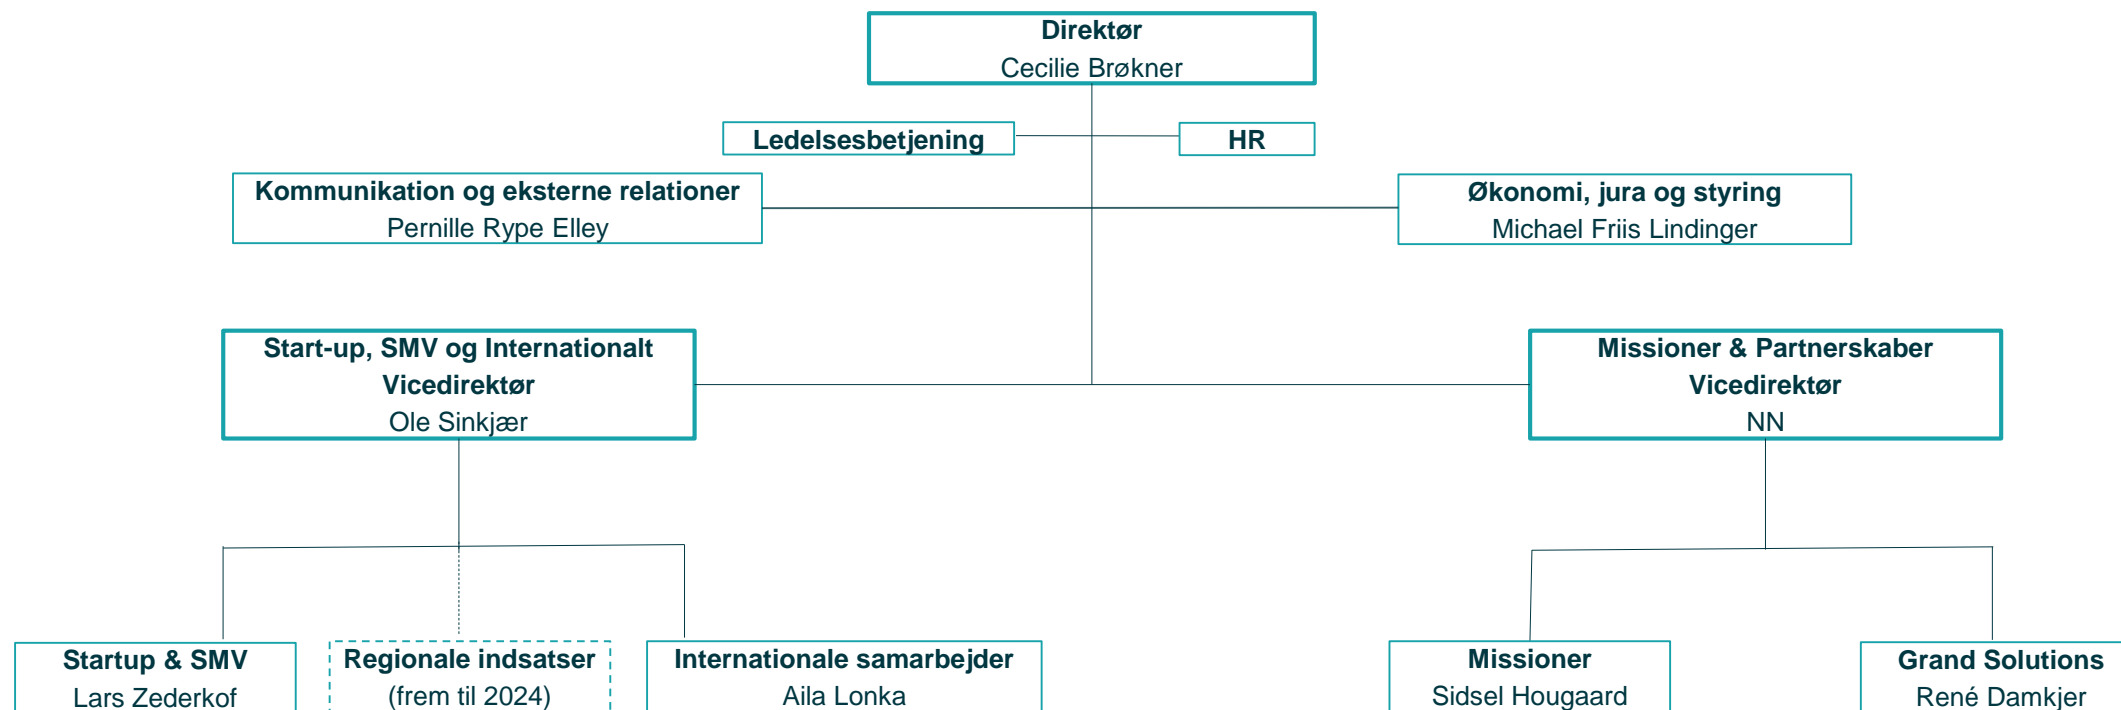 Direktør
Cecilie Brøkner
Ledelsesbetjening
HR
Kommunikation og eksterne relationer
Pernille Rype Elley
Økonomi, jura og styring
Michael Friis Lindinger
Start-up, SMV og Internationalt
Vicedirektør
Ole Sinkjær
Missioner & Partnerskaber
Vicedirektør
NN
Startup & SMV
Lars Zederkof
Regionale indsatser
(frem til 2024)
Internationale samarbejder
Aila Lonka
Missioner
Sidsel Hougaard
Grand Solutions
René Damkjer